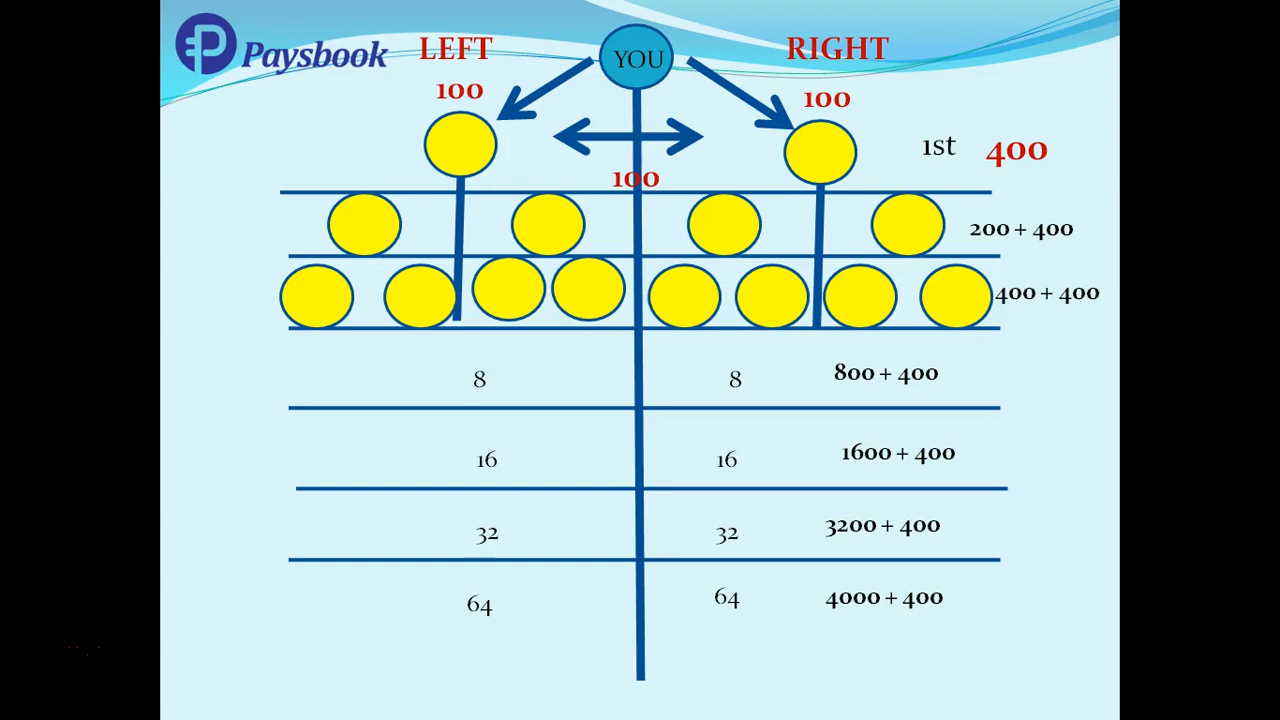 Paysbook
LEFT YOU RIGHT
100 100
1st 400
100
200 + 400
400 + 400
8 8 800 + 400
16 16 1600 + 400
32 32 3200 + 400
64 64 4000 + 400